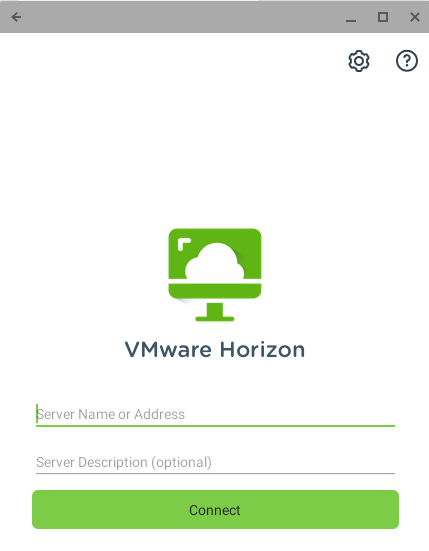 VMware Horizon
Server Name or Address
Server Description (optional)
Connect